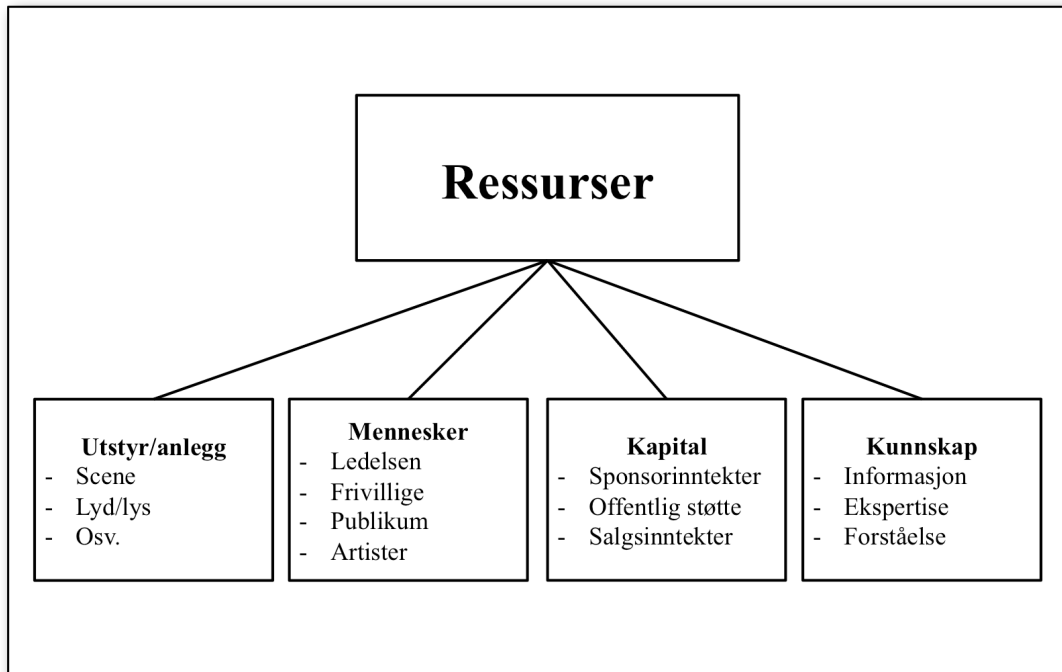 Ressurser
Utstyr/anlegg
- Scene
- Lyd/lys
- Osv.
Mennesker
- Ledelsen
- Frivillige
- Publikum
- Artister
Kapital
- Sponsorinntekter
- Offentlig støtte
- Salgsinntekter
Kunnskap
- Informasjon
- Ekspertise
- Forståelse